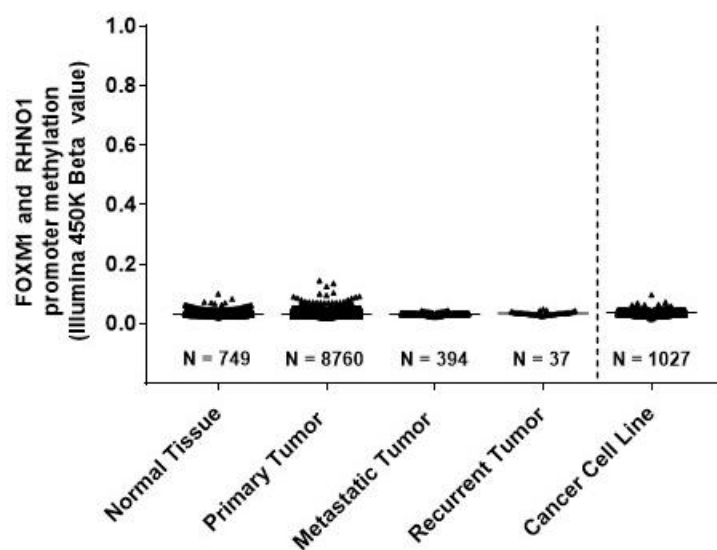 FOXM1 and RHNO1
promoter methylation
(Illumina 450K Beta value)
1.0
0.8
0.6
0.4
0.2
0.0
N = 749
N = 8760
N = 394
N = 37
N = 1027
Normal Tissue
Primary Tumor
Metastatic Tumor
Recurrent Tumor
Cancer Cell Line